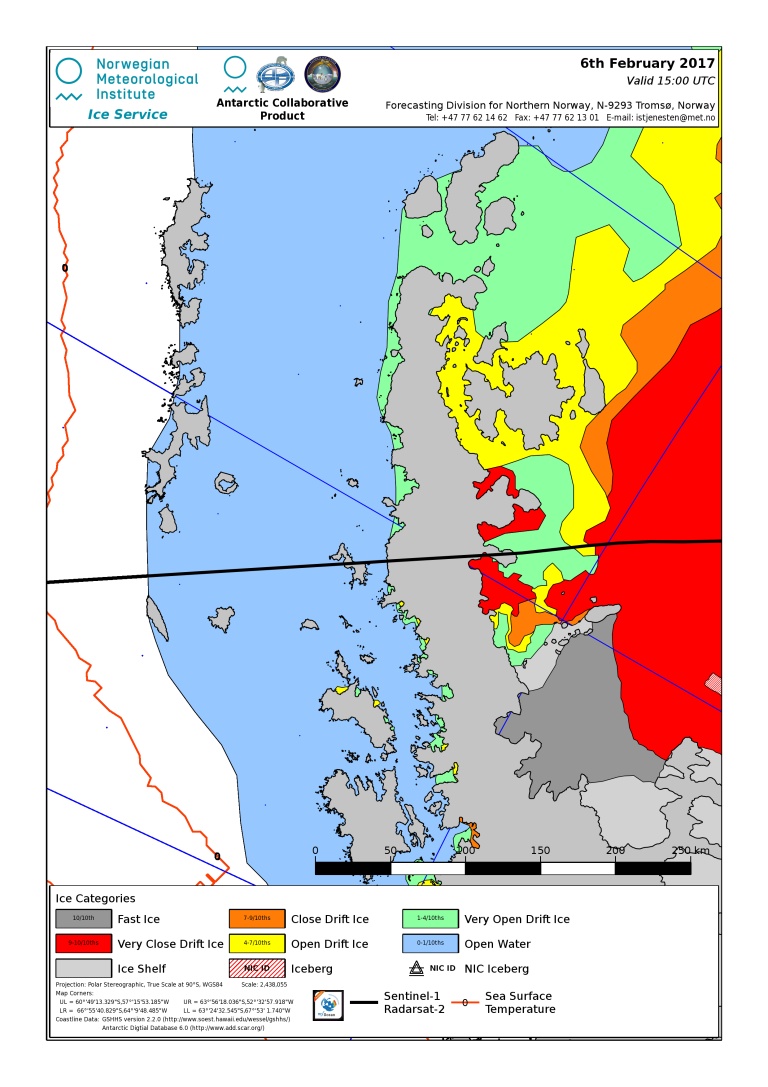 Norwegian
Meteorological
Institute
Ice Service
Antarctic Collaborative
Product
6th February 2017
Valid 15:00 UTC
Forecasting Division for Northern Norway, N-9293 Tromsø, Norway
Tel: +47 77 62 14 62 Fax: +47 77 62 13 01 E-mail: istjenesten@met.no
0
0
0 50 100 150 200 250 km
Ice Categories
10/10th Fast Ice 7-9/10ths Close Drift Ice 1-4/10ths Very Open Drift Ice
9-10/10ths Very Close Drift Ice 4-7/10ths Open Drift Ice 0-1/10ths Open Water
Ice Shelf NIC ID Iceberg NIC ID NIC Iceberg
Projection: Polar Stereographic, True Scale at 90°S, WGS84 Scale: 2,438,055
Map Corners:
UL = 60°49'13.329"S,57°15'53.185"W UR = 63°56'18.036"S,52°32'57.918"W
LR = 66°55'40.829"S,64°9'48.485"W LL = 63°24'32.545"S,67°53' 1.740"W
Coastline Data: GSHHS version 2.2.0 (http://www.soest.hawaii.edu/wessel/gshhs/)
Antarctic Digtial Database 6.0 (http://www.add.scar.org/)
Sentinel-1
Radarsat-2
0 Sea Surface
Temperature